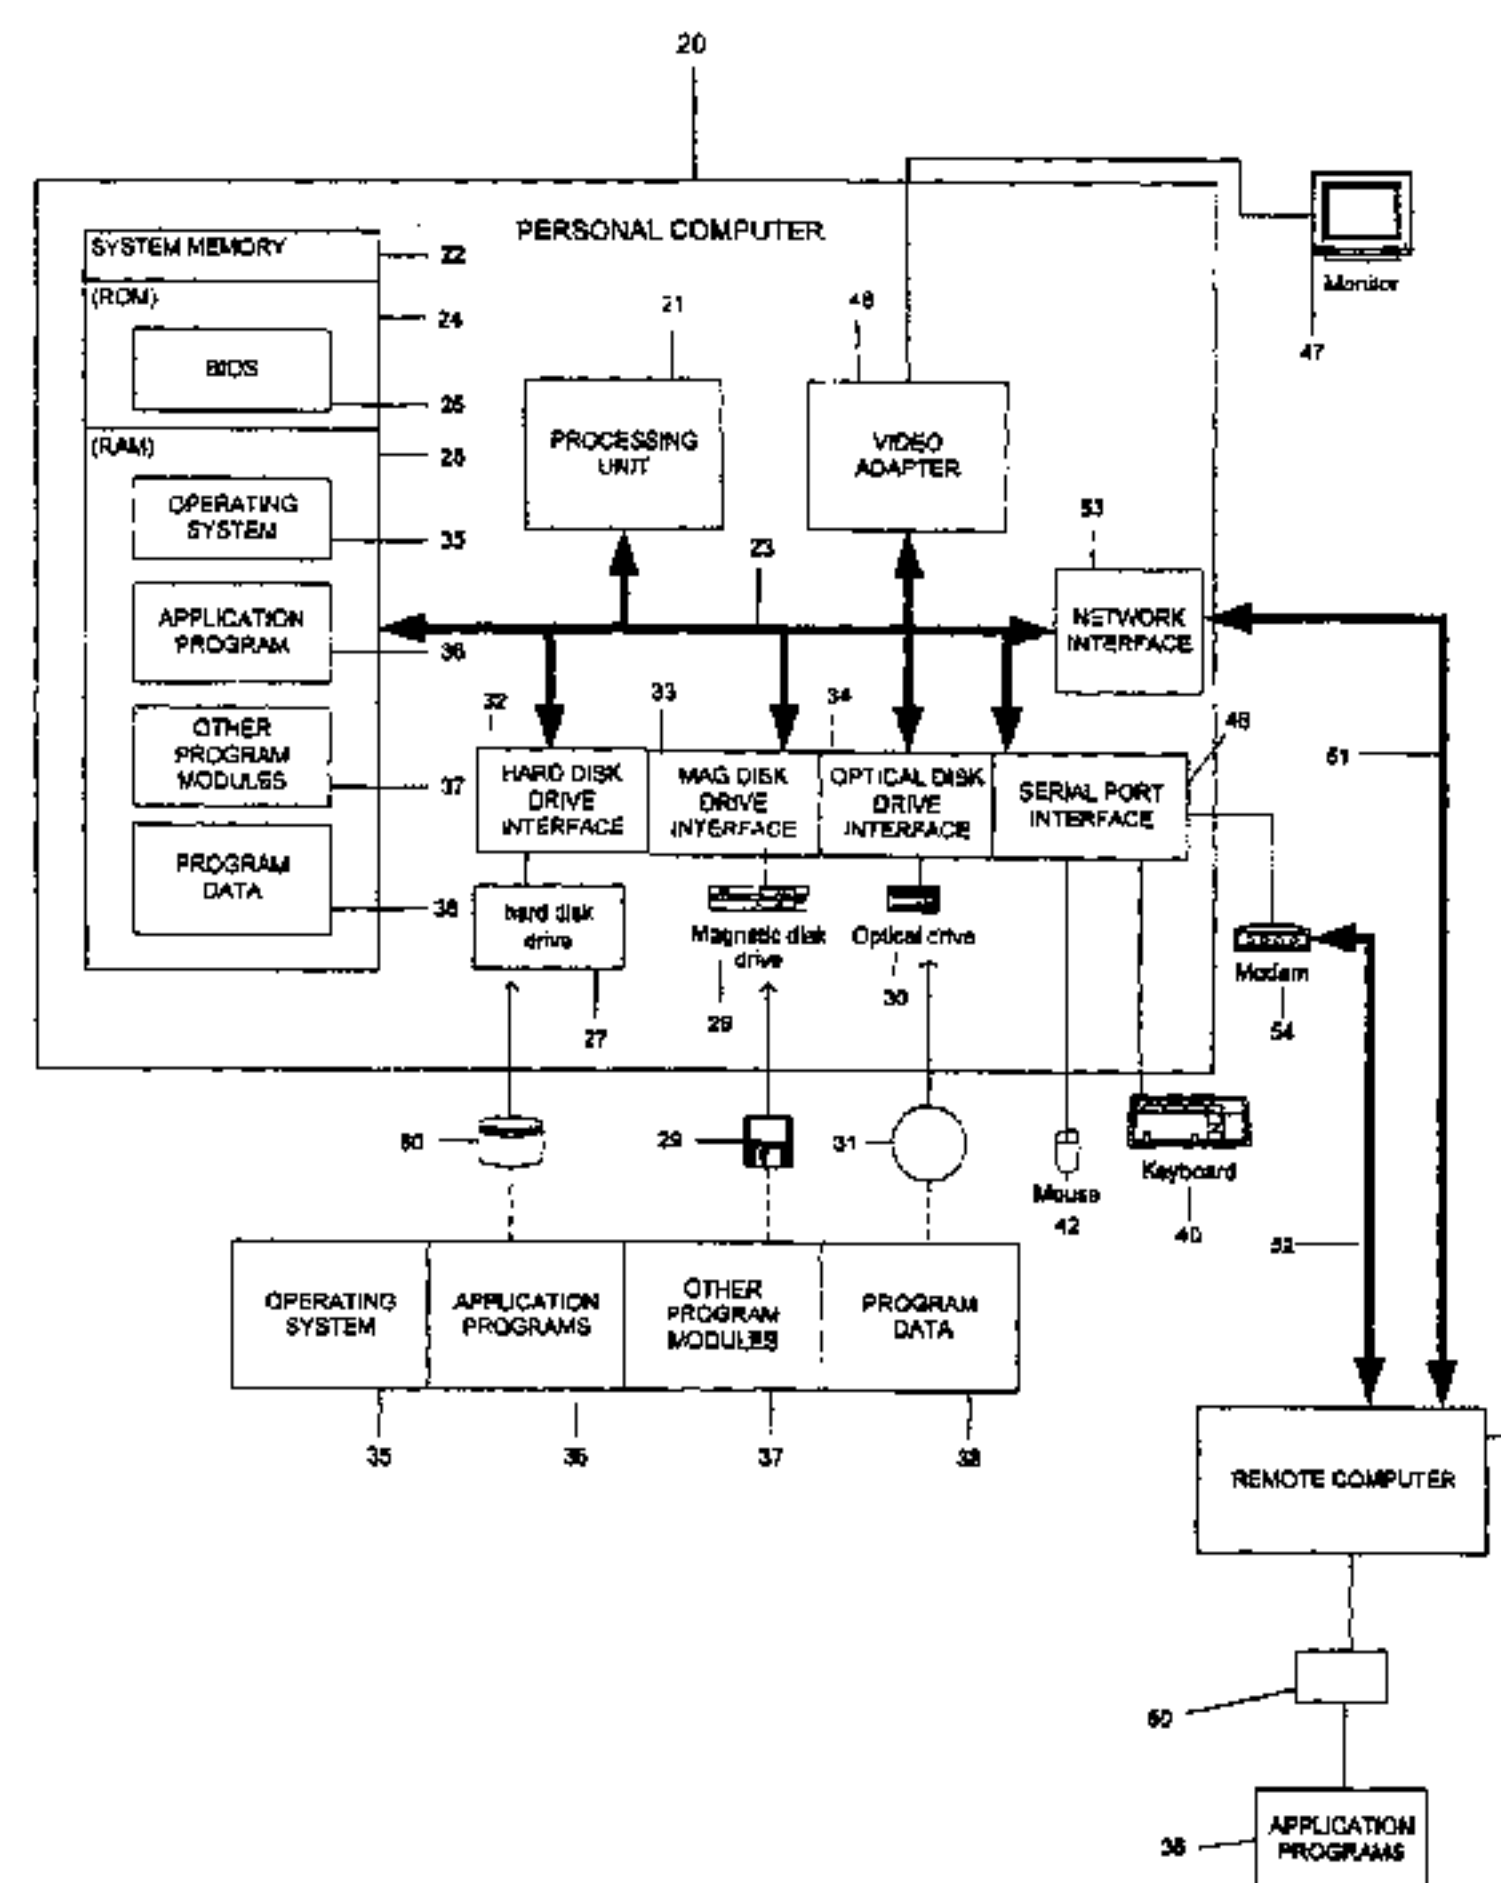 20
PERSONAL COMPUTER
SYSTEM MEMORY
22
(ROM)
24
BIOS
26
(RAM)
OPERATING
SYSTEM
35
APPLICATION
PROGRAM
36
OTHER
PROGRAM
MODULES
37
PROGRAM
DATA
38
21
PROCESSING
UNIT
48
VIDEO
ADAPTER
Monitor
47
23
53
NETWORK
INTERFACE
32
HARD DISK
DRIVE
INTERFACE
33
MAG DISK
DRIVE
INTERFACE
34
OPTICAL DISK
DRIVE
INTERFACE
SERIAL PORT
INTERFACE
51
hard disk
drive
27
Magnetic disk
drive
Optical drive
30
Modem
54
60
29
31
Mouse
42
Keyboard
40
52
OPERATING
SYSTEM
APPLICATION
PROGRAMS
OTHER
PROGRAM
MODULES
PROGRAM
DATA
35
36
37
38
REMOTE COMPUTER
APPLICATION
PROGRAMS
36